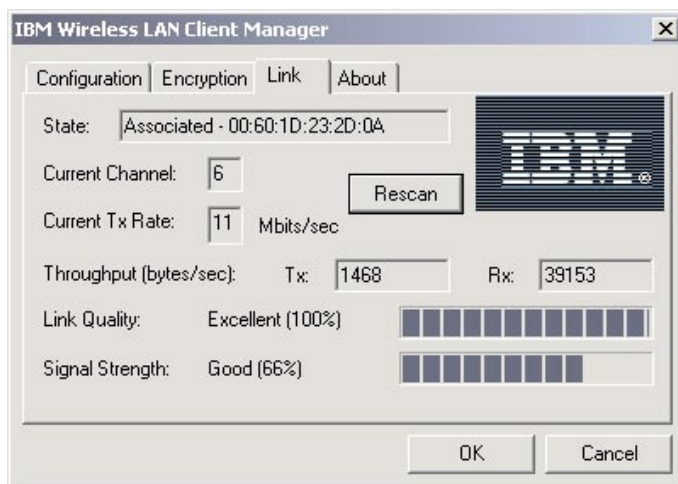 IBM Wireless LAN Client Manager
Configuration Encryption Link About
State: Associated - 00:60:1D:23:2D:0A
IBM®
Current Channel: 6
Rescan
Current Tx Rate: 11 Mbits/sec
Throughput (bytes/sec): Tx: 1468 Rx: 39153
Link Quality: Excellent (100%)
Signal Strength: Good (66%)
OK Cancel